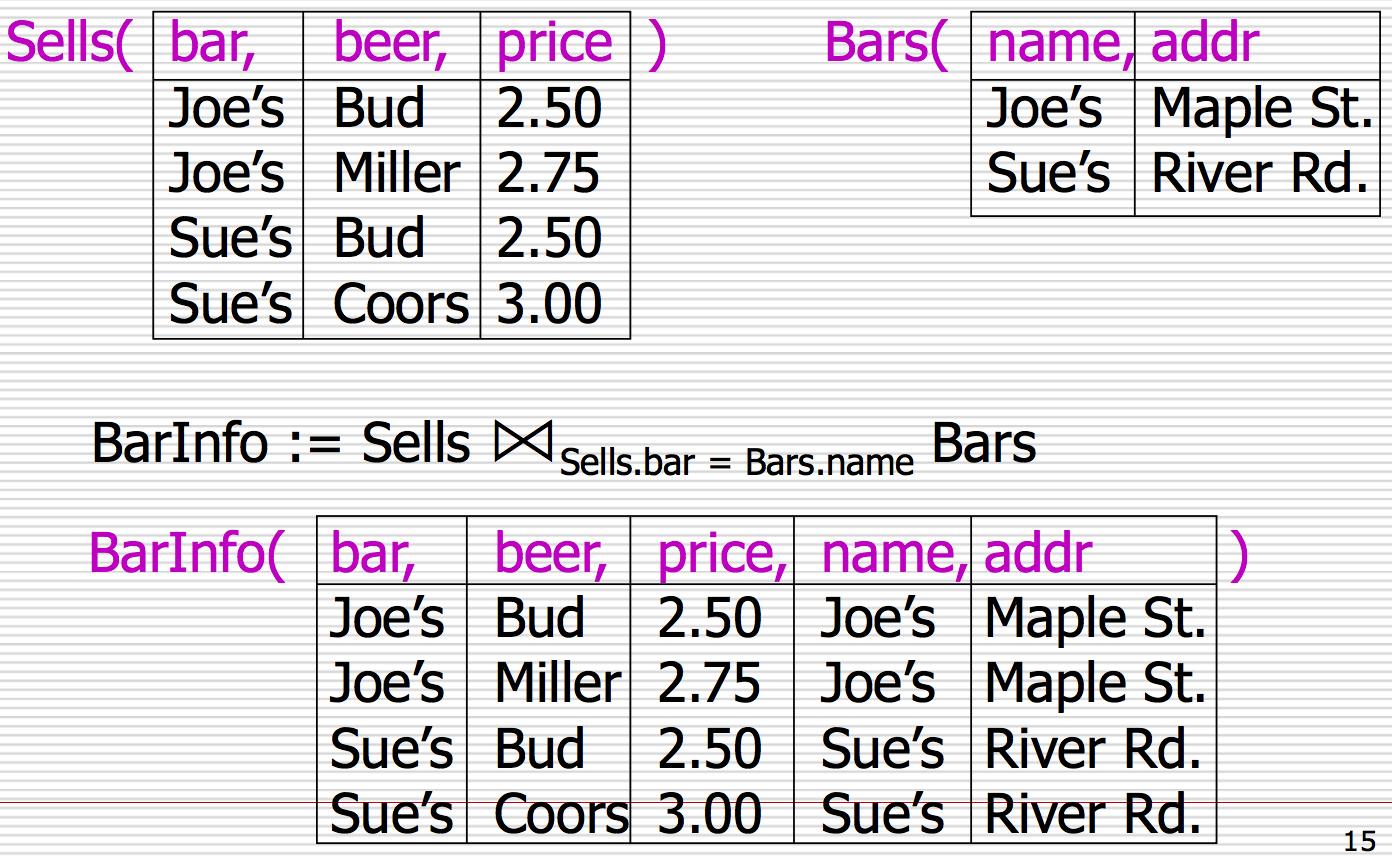 Sells( bar, beer, price ) Bars( name, addr
Joe’s Bud 2.50 Joe’s Maple St.
Joe’s Miller 2.75 Sue’s River Rd.
Sue’s Bud 2.50
Sue’s Coors 3.00
BarInfo := Sells ⋈ Sells.bar = Bars.name Bars
BarInfo( bar, beer, price, name, addr )
Joe’s Bud 2.50 Joe’s Maple St.
Joe’s Miller 2.75 Joe’s Maple St.
Sue’s Bud 2.50 Sue’s River Rd.
Sue’s Coors 3.00 Sue’s River Rd.
15